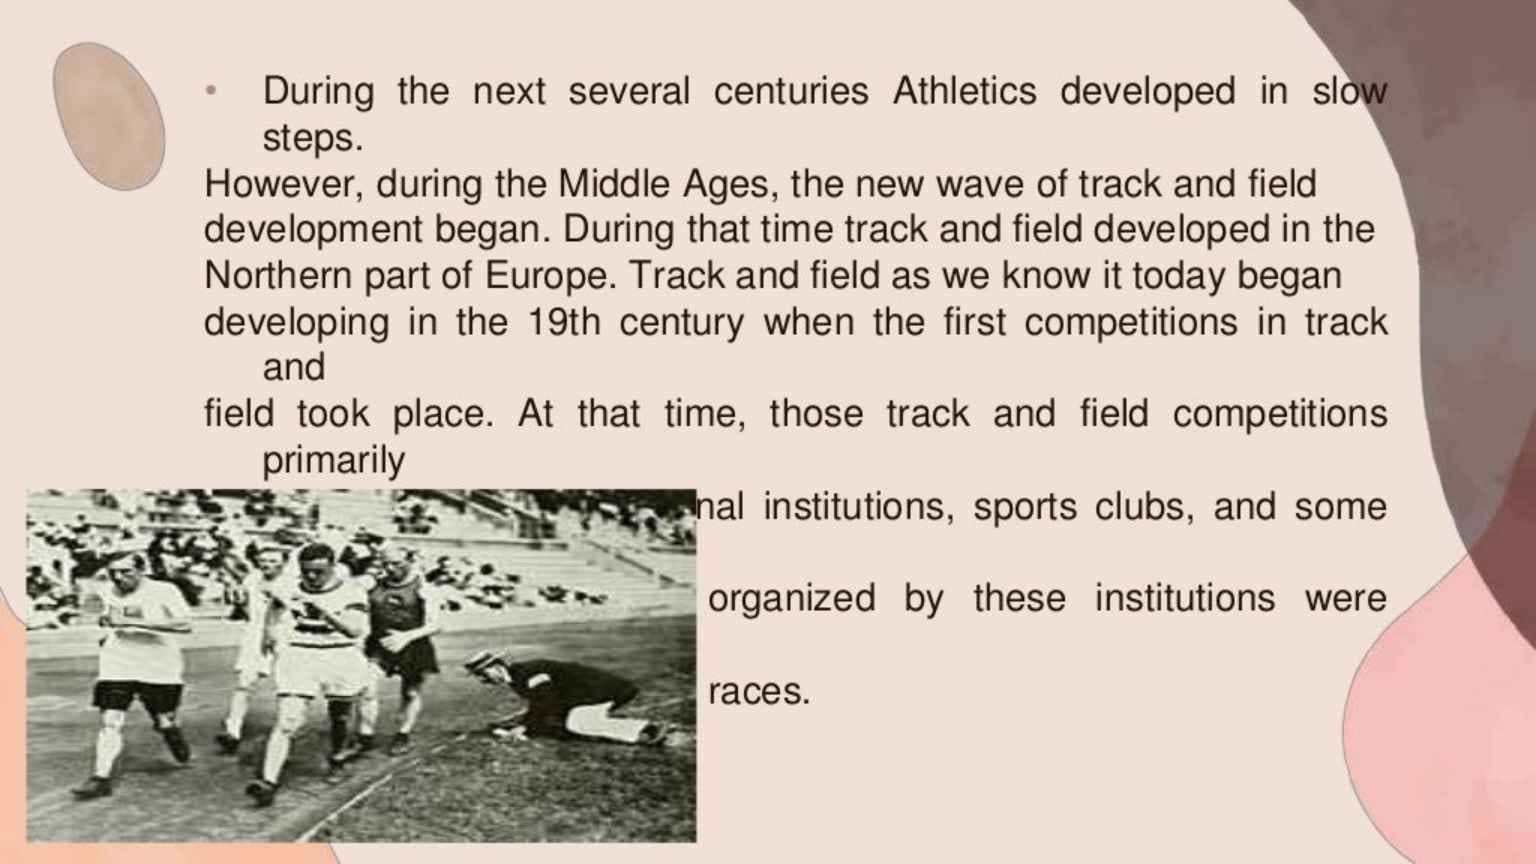 • During the next several centuries Athletics developed in slow
steps.
However, during the Middle Ages, the new wave of track and field
development began. During that time track and field developed in the
Northern part of Europe. Track and field as we know it today began
developing in the 19th century when the first competitions in track
and
field took place. At that time, those track and field competitions
primarily
institutions, sports clubs, and some
organized by these institutions were
races.